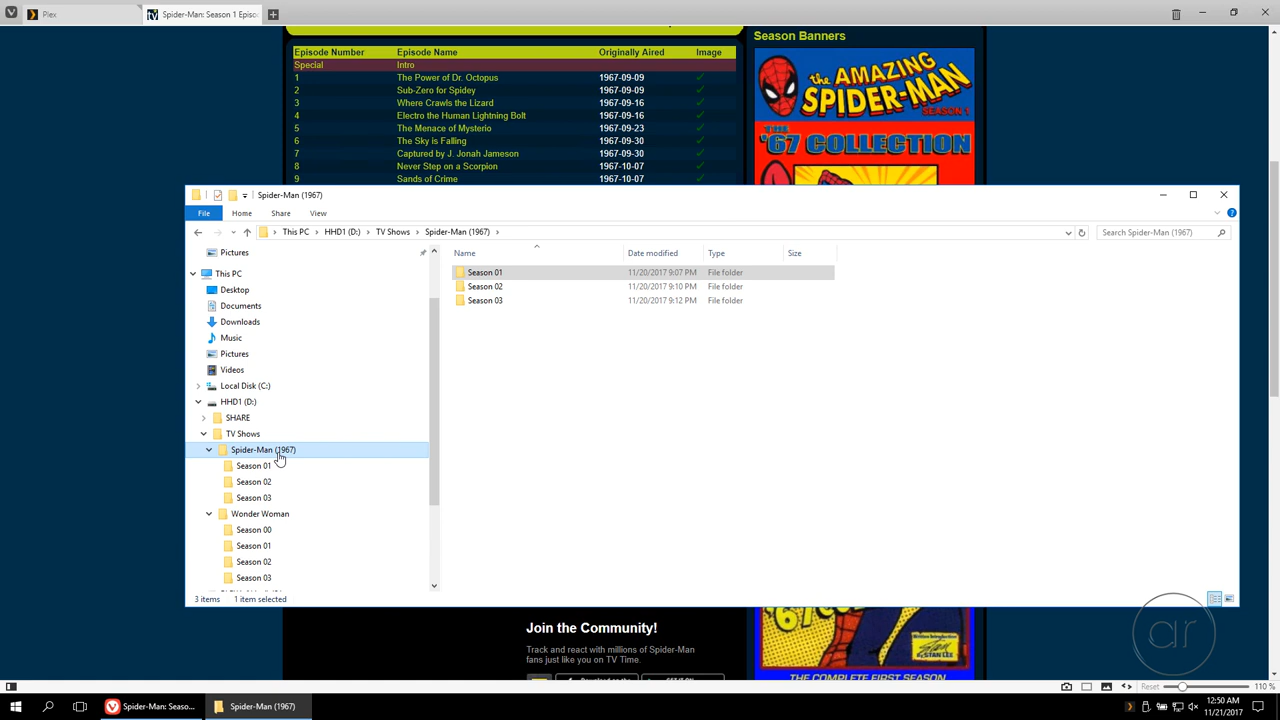 Plex
Spider-Man: Season 1 Episo
Episode Number Episode Name Originally Aired Image
Special Intro
1 The Power of Dr. Octopus 1967-09-09
2 Sub-Zero for Spidey 1967-09-09
3 Where Crawls the Lizard 1967-09-16
4 Electro the Human Lightning Bolt 1967-09-16
5 The Menace of Mysterio 1967-09-23
6 The Sky is Falling 1967-09-30
7 Captured by J. Jonah Jameson 1967-09-30
8 Never Step on a Scorpion 1967-10-07
9 Sands of Crime 1967-10-07
Season Banners
the AMAZING
SPIDER-MAN
SEASON 1
THE
'67 COLLECTION
Spider-Man (1967)
File Home Share View
This PC HHD1 (D:) TV Shows Spider-Man (1967)
Search Spider-Man (1967)
Pictures
This PC
Desktop
Documents
Downloads
Music
Pictures
Videos
Local Disk (C:)
HHD1 (D:)
SHARE
TV Shows
Spider-Man (1967)
Season 01
Season 02
Season 03
Wonder Woman
Season 00
Season 01
Season 02
Season 03
Name Date modified Type Size
Season 01 11/20/2017 9:07 PM File folder
Season 02 11/20/2017 9:10 PM File folder
Season 03 11/20/2017 9:12 PM File folder
3 items 1 item selected
Join the Community!
Track and react with millions of Spider-Man
fans just like you on TV Time.
STAN LEE
THE COMPLETE FIRST SEASON
ar
Reset 110 %
Spider-Man: Seaso...
Spider-Man (1967)
12:50 AM
11/21/2017